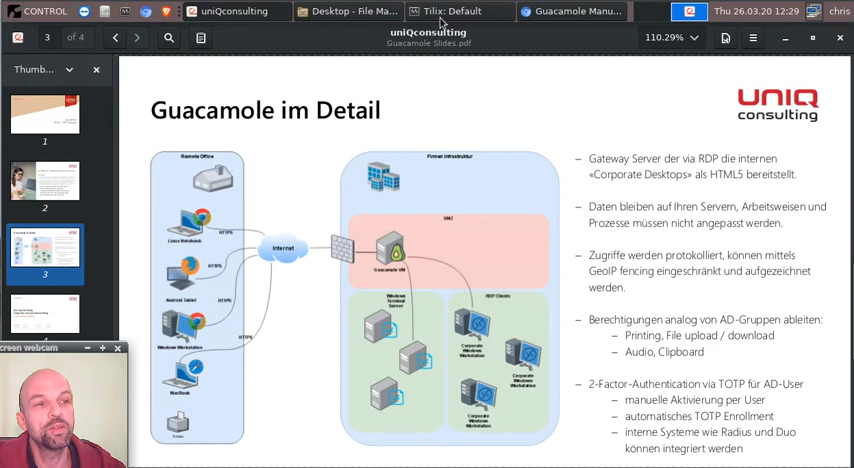 CONTROL
uniQconsulting
Desktop - File Ma...
Tilix: Default
Guacamole Manu...
Thu 26.03.20 12:29
chris
3 of 4
uniQconsulting
Guacamole Slides.pdf
110.29%
Thumb...
1
2
3
4
Guacamole im Detail
UNIQ
consulting
Remote Office
Linux Notebook
HTTPS
Android Tablet
HTTPS
Windows Workstation
HTTPS
MacBook
HTTPS
Printer
Internet
Firmen Infrastruktur
DMZ
Guacamole VM
Windows
Terminal
Server
RDP Clients
Corporate
Windows
Workstation
Corporate
Windows
Workstation
Corporate
Windows
Workstation
– Gateway Server der via RDP die internen
«Corporate Desktops» als HTML5 bereitstellt.
– Daten bleiben auf Ihren Servern, Arbeitsweisen und
Prozesse müssen nicht angepasst werden.
– Zugriffe werden protokolliert, können mittels
GeoIP fencing eingeschränkt und aufgezeichnet
werden.
– Berechtigungen analog von AD-Gruppen ableiten:
– Printing, File upload / download
– Audio, Clipboard
– 2-Factor-Authentication via TOTP für AD-User
– manuelle Aktivierung per User
– automatisches TOTP Enrollment
– interne Systeme wie Radius und Duo
können integriert werden
creen webcam